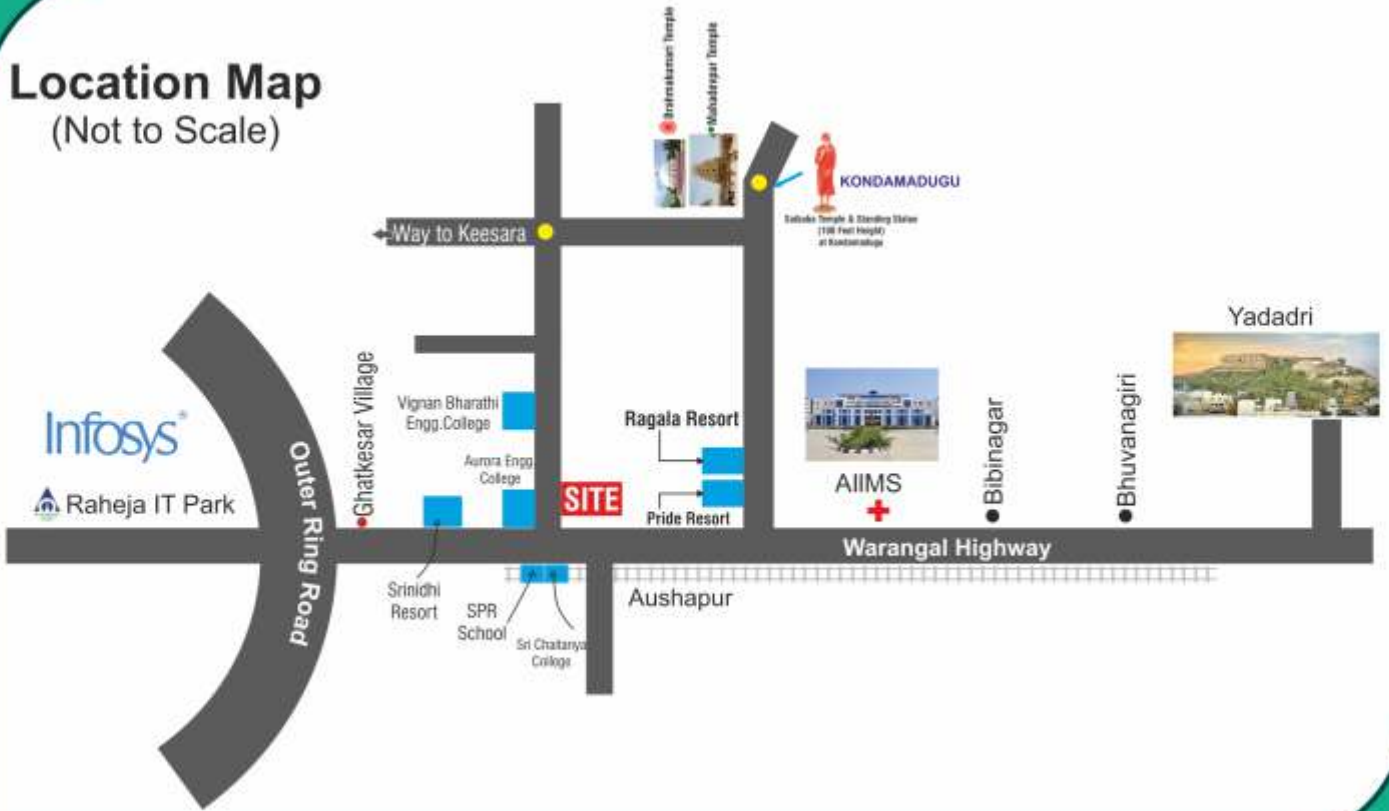 Location Map
(Not to Scale)
Brahmakumari Temple
Mahadevpur Temple
KONDAMADUGU
Saibaba Temple & Standing Statue
(108 Feet Height)
at Kondamadugu
Way to Keesara
Yadadri
Infosys®
Raheja IT Park
Outer Ring Road
Ghatkesar Village
Vignan Bharathi
Engg.College
Aurora Engg.
College
SITE
Ragala Resort
Pride Resort
AIIMS
Bibinagar
Bhuvanagiri
Warangal Highway
Srinidhi
Resort
SPR
School
Sri Chaitanya
College
Aushapur